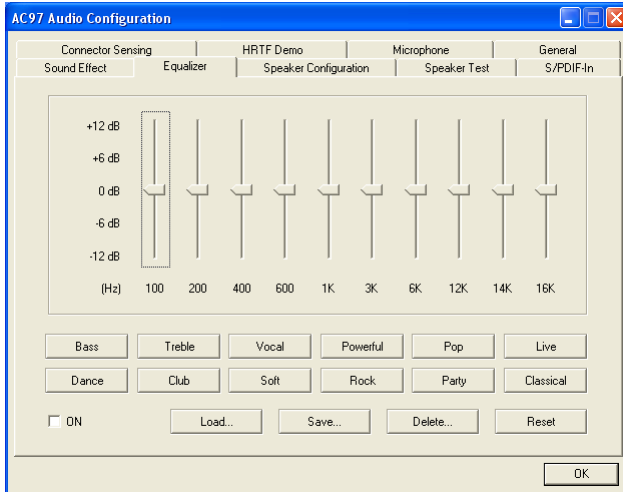 AC97 Audio Configuration
Connector Sensing HRTF Demo Microphone General
Sound Effect Equalizer Speaker Configuration Speaker Test S/PDIF-In
+12 dB
+6 dB
0 dB
-6 dB
-12 dB
(Hz) 100 200 400 600 1K 3K 6K 12K 14K 16K
Bass Treble Vocal Powerful Pop Live
Dance Club Soft Rock Party Classical
ON Load... Save... Delete... Reset
OK